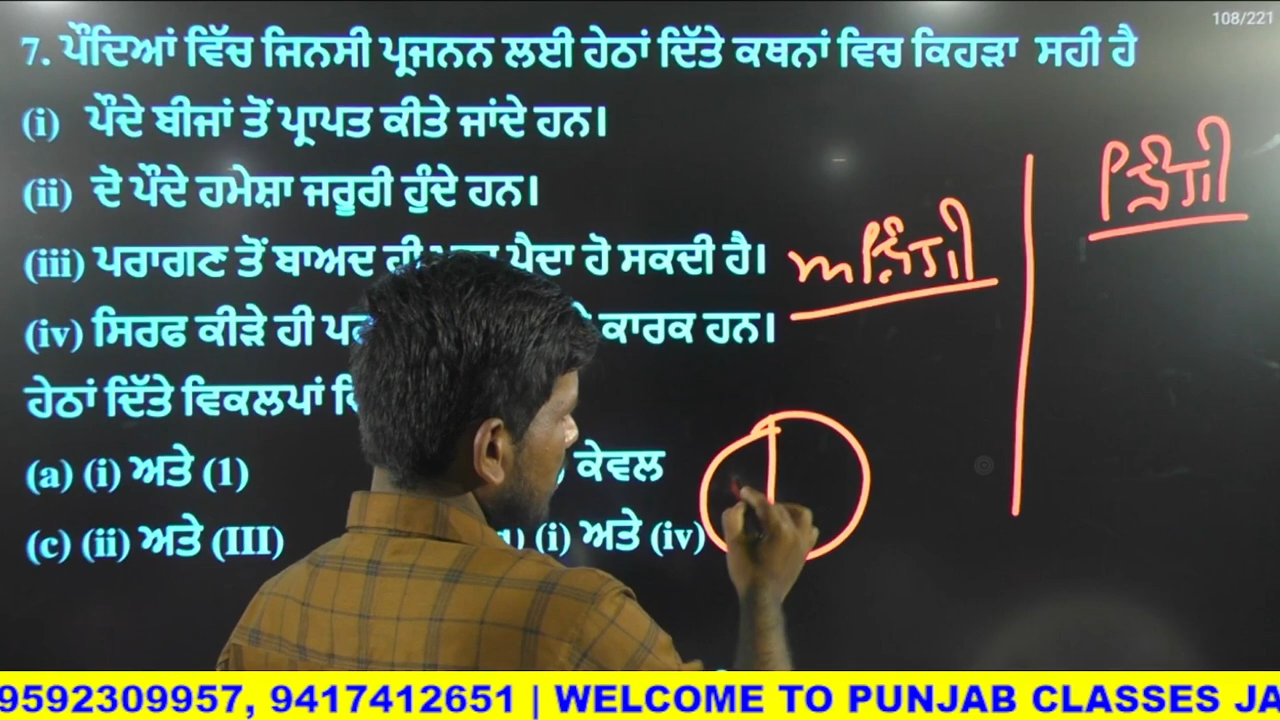 108/221
7. ਪੌਦਿਆਂ ਵਿੱਚ ਜਿਨਸੀ ਪ੍ਰਜਨਨ ਲਈ ਹੇਠਾਂ ਦਿੱਤੇ ਕਥਨਾਂ ਵਿਚ ਕਿਹੜਾ ਸਹੀ ਹੈ
(i) ਪੌਦੇ ਬੀਜਾਂ ਤੋਂ ਪ੍ਰਾਪਤ ਕੀਤੇ ਜਾਂਦੇ ਹਨ।
(ii) ਦੋ ਪੌਦੇ ਹਮੇਸ਼ਾ ਜਰੂਰੀ ਹੁੰਦੇ ਹਨ।
(iii) ਪਰਾਗਣ ਤੋਂ ਬਾਅਦ ਹੀ ਪੈਦਾ ਹੋ ਸਕਦੀ ਹੈ।
(iv) ਸਿਰਫ ਕੀੜੇ ਹੀ ਕਾਰਕ ਹਨ।
ਹੇਠਾਂ ਦਿੱਤੇ ਵਿਕਲਪਾਂ
(a) (i) ਅਤੇ (1)
ਕੇਵਲ
(c) (ii) ਅਤੇ (III)
(i) ਅਤੇ (iv)
ਅਲਿੰਗੀ
ਲਿੰਗੀ
9592309957, 9417412651 | WELCOME TO PUNJAB CLASSES JA